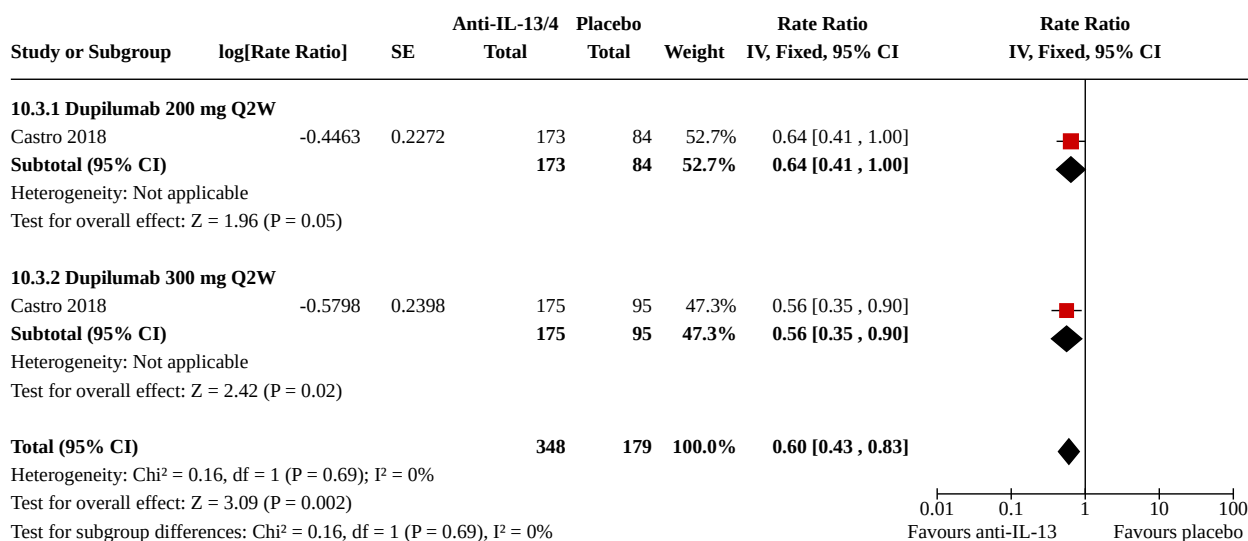 Anti-IL-13/4 Placebo Rate Ratio Rate Ratio
Study or Subgroup log[Rate Ratio] SE Total Total Weight IV, Fixed, 95% CI IV, Fixed, 95% CI
10.3.1 Dupilumab 200 mg Q2W
Castro 2018 -0.4463 0.2272 173 84 52.7% 0.64 [0.41 , 1.00]
Subtotal (95% CI) 173 84 52.7% 0.64 [0.41 , 1.00]
Heterogeneity: Not applicable
Test for overall effect: Z = 1.96 (P = 0.05)
10.3.2 Dupilumab 300 mg Q2W
Castro 2018 -0.5798 0.2398 175 95 47.3% 0.56 [0.35 , 0.90]
Subtotal (95% CI) 175 95 47.3% 0.56 [0.35 , 0.90]
Heterogeneity: Not applicable
Test for overall effect: Z = 2.42 (P = 0.02)
Total (95% CI) 348 179 100.0% 0.60 [0.43 , 0.83]
Heterogeneity: Chi² = 0.16, df = 1 (P = 0.69); I² = 0%
Test for overall effect: Z = 3.09 (P = 0.002)
0.01 0.1 1 10 100
Test for subgroup differences: Chi² = 0.16, df = 1 (P = 0.69), I² = 0%
Favours anti-IL-13 Favours placebo